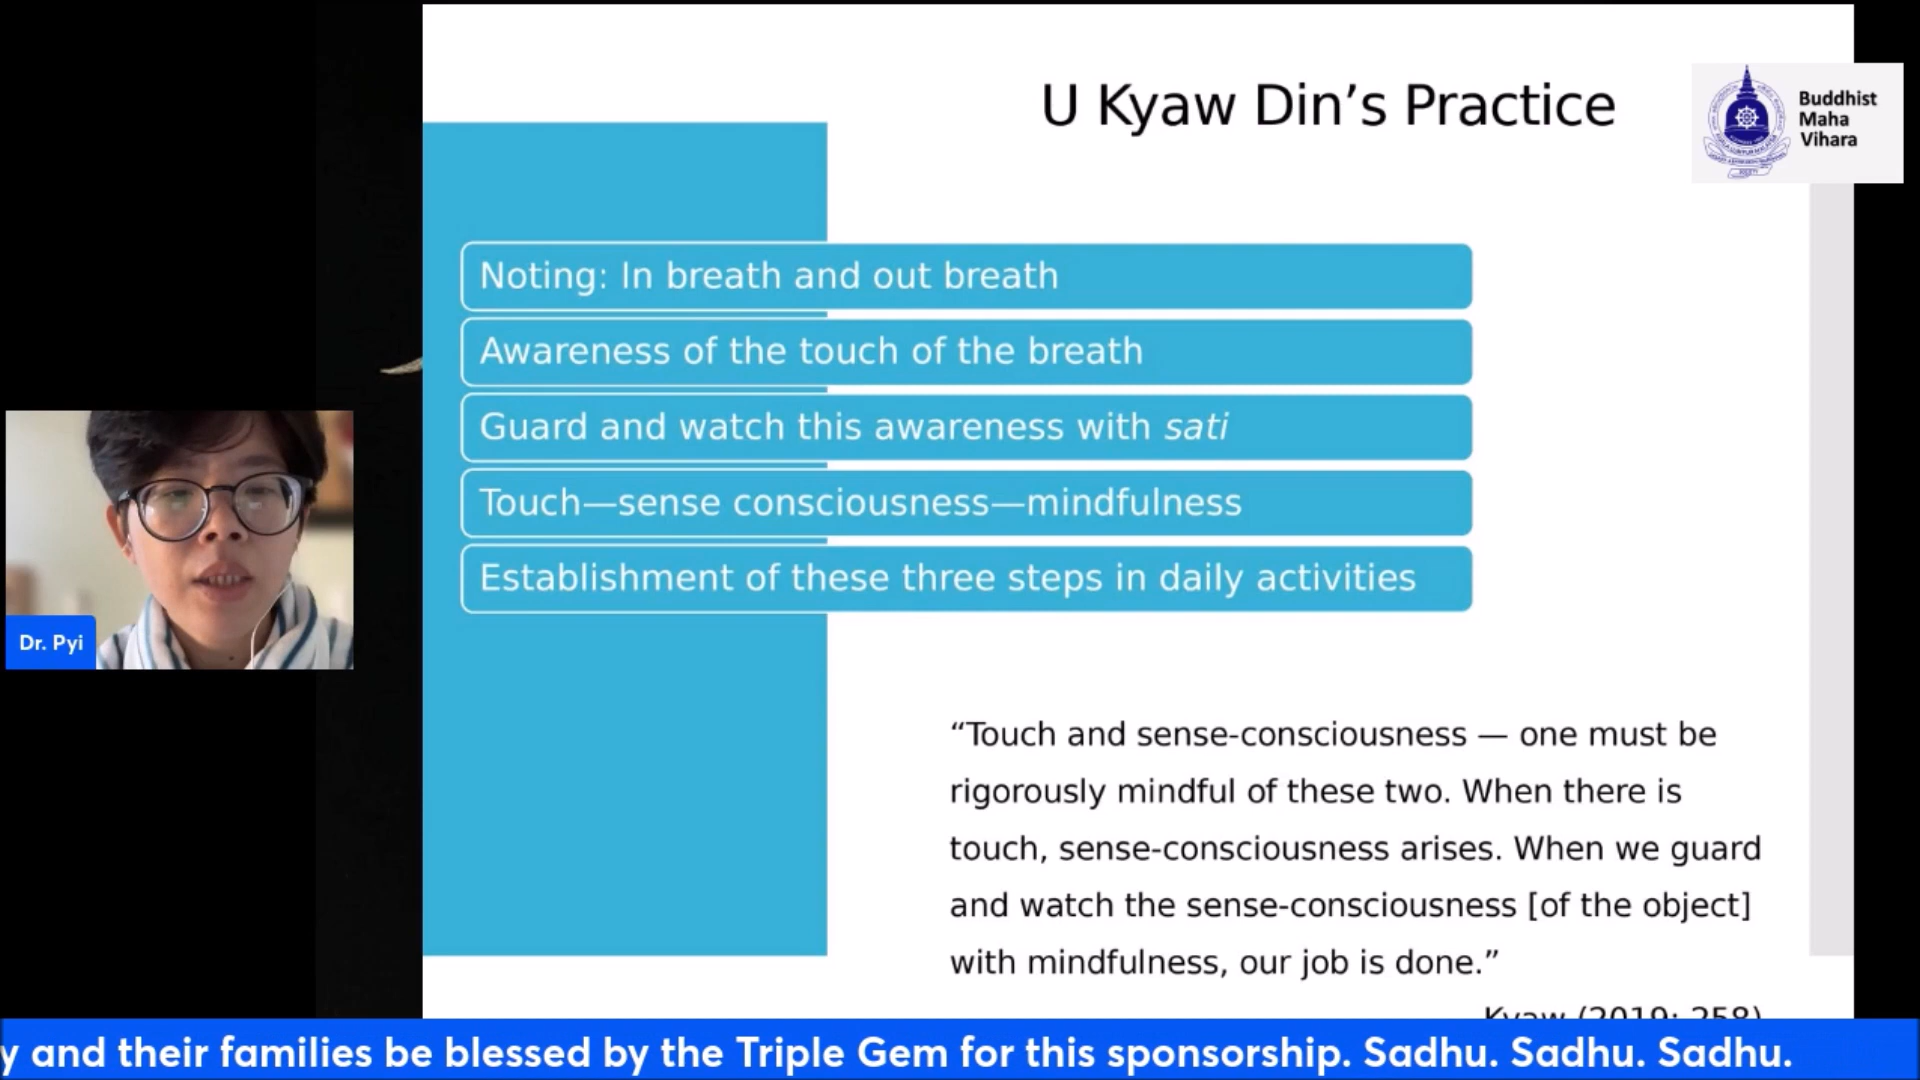 U Kyaw Din’s Practice
Buddhist
Maha
Vihara
Noting: In breath and out breath
Awareness of the touch of the breath
Guard and watch this awareness with sati
Touch—sense consciousness—mindfulness
Establishment of these three steps in daily activities
Dr. Pyi
“Touch and sense-consciousness — one must be
rigorously mindful of these two. When there is
touch, sense-consciousness arises. When we guard
and watch the sense-consciousness [of the object]
with mindfulness, our job is done.”
Kyaw (2019: 258)
y and their families be blessed by the Triple Gem for this sponsorship. Sadhu. Sadhu. Sadhu.